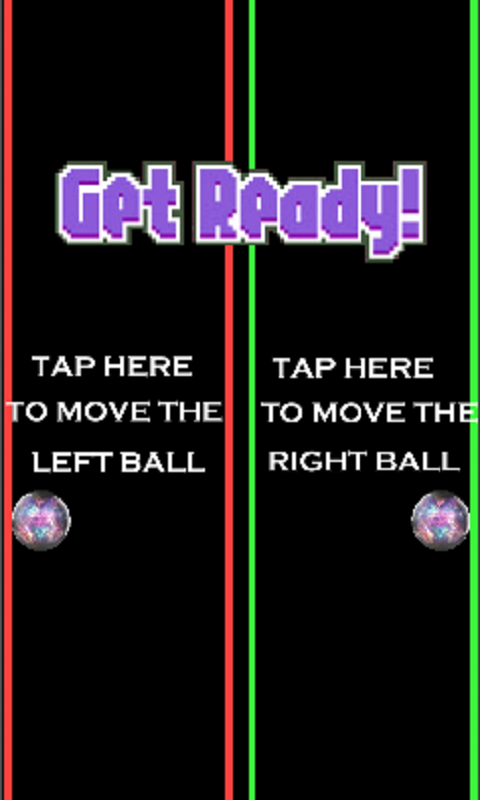 Get Ready!
TAP HERE
TO MOVE THE
LEFT BALL
TAP HERE
TO MOVE THE
RIGHT BALL